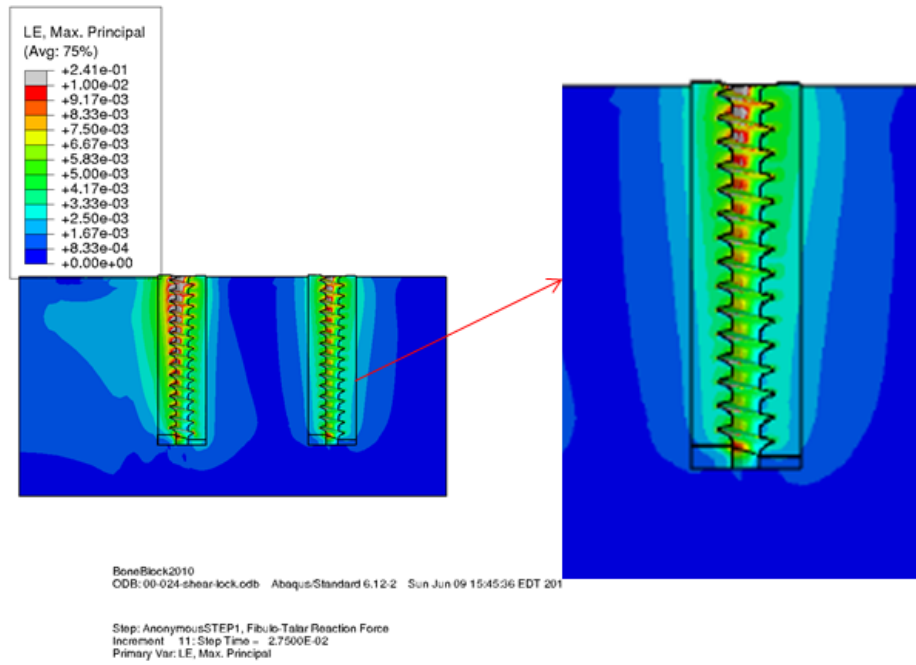 LE, Max. Principal
(Avg: 75%)
+2.41e-01
+1.00e-02
+9.17e-03
+8.33e-03
+7.50e-03
+6.67e-03
+5.83e-03
+5.00e-03
+4.17e-03
+3.33e-03
+2.50e-03
+1.67e-03
+8.33e-04
+0.00e+00
BoneBlock2010
ODB: 00-024-shear-lock.odb Abaqus/Standard 6.12-2 Sun Jun 09 15:45:36 EDT 201
Step: AnonymousSTEP1, Fibulo-Talar Reaction Force
Increment 11: Step Time = 2.7500E-02
Primary Var: LE, Max. Principal